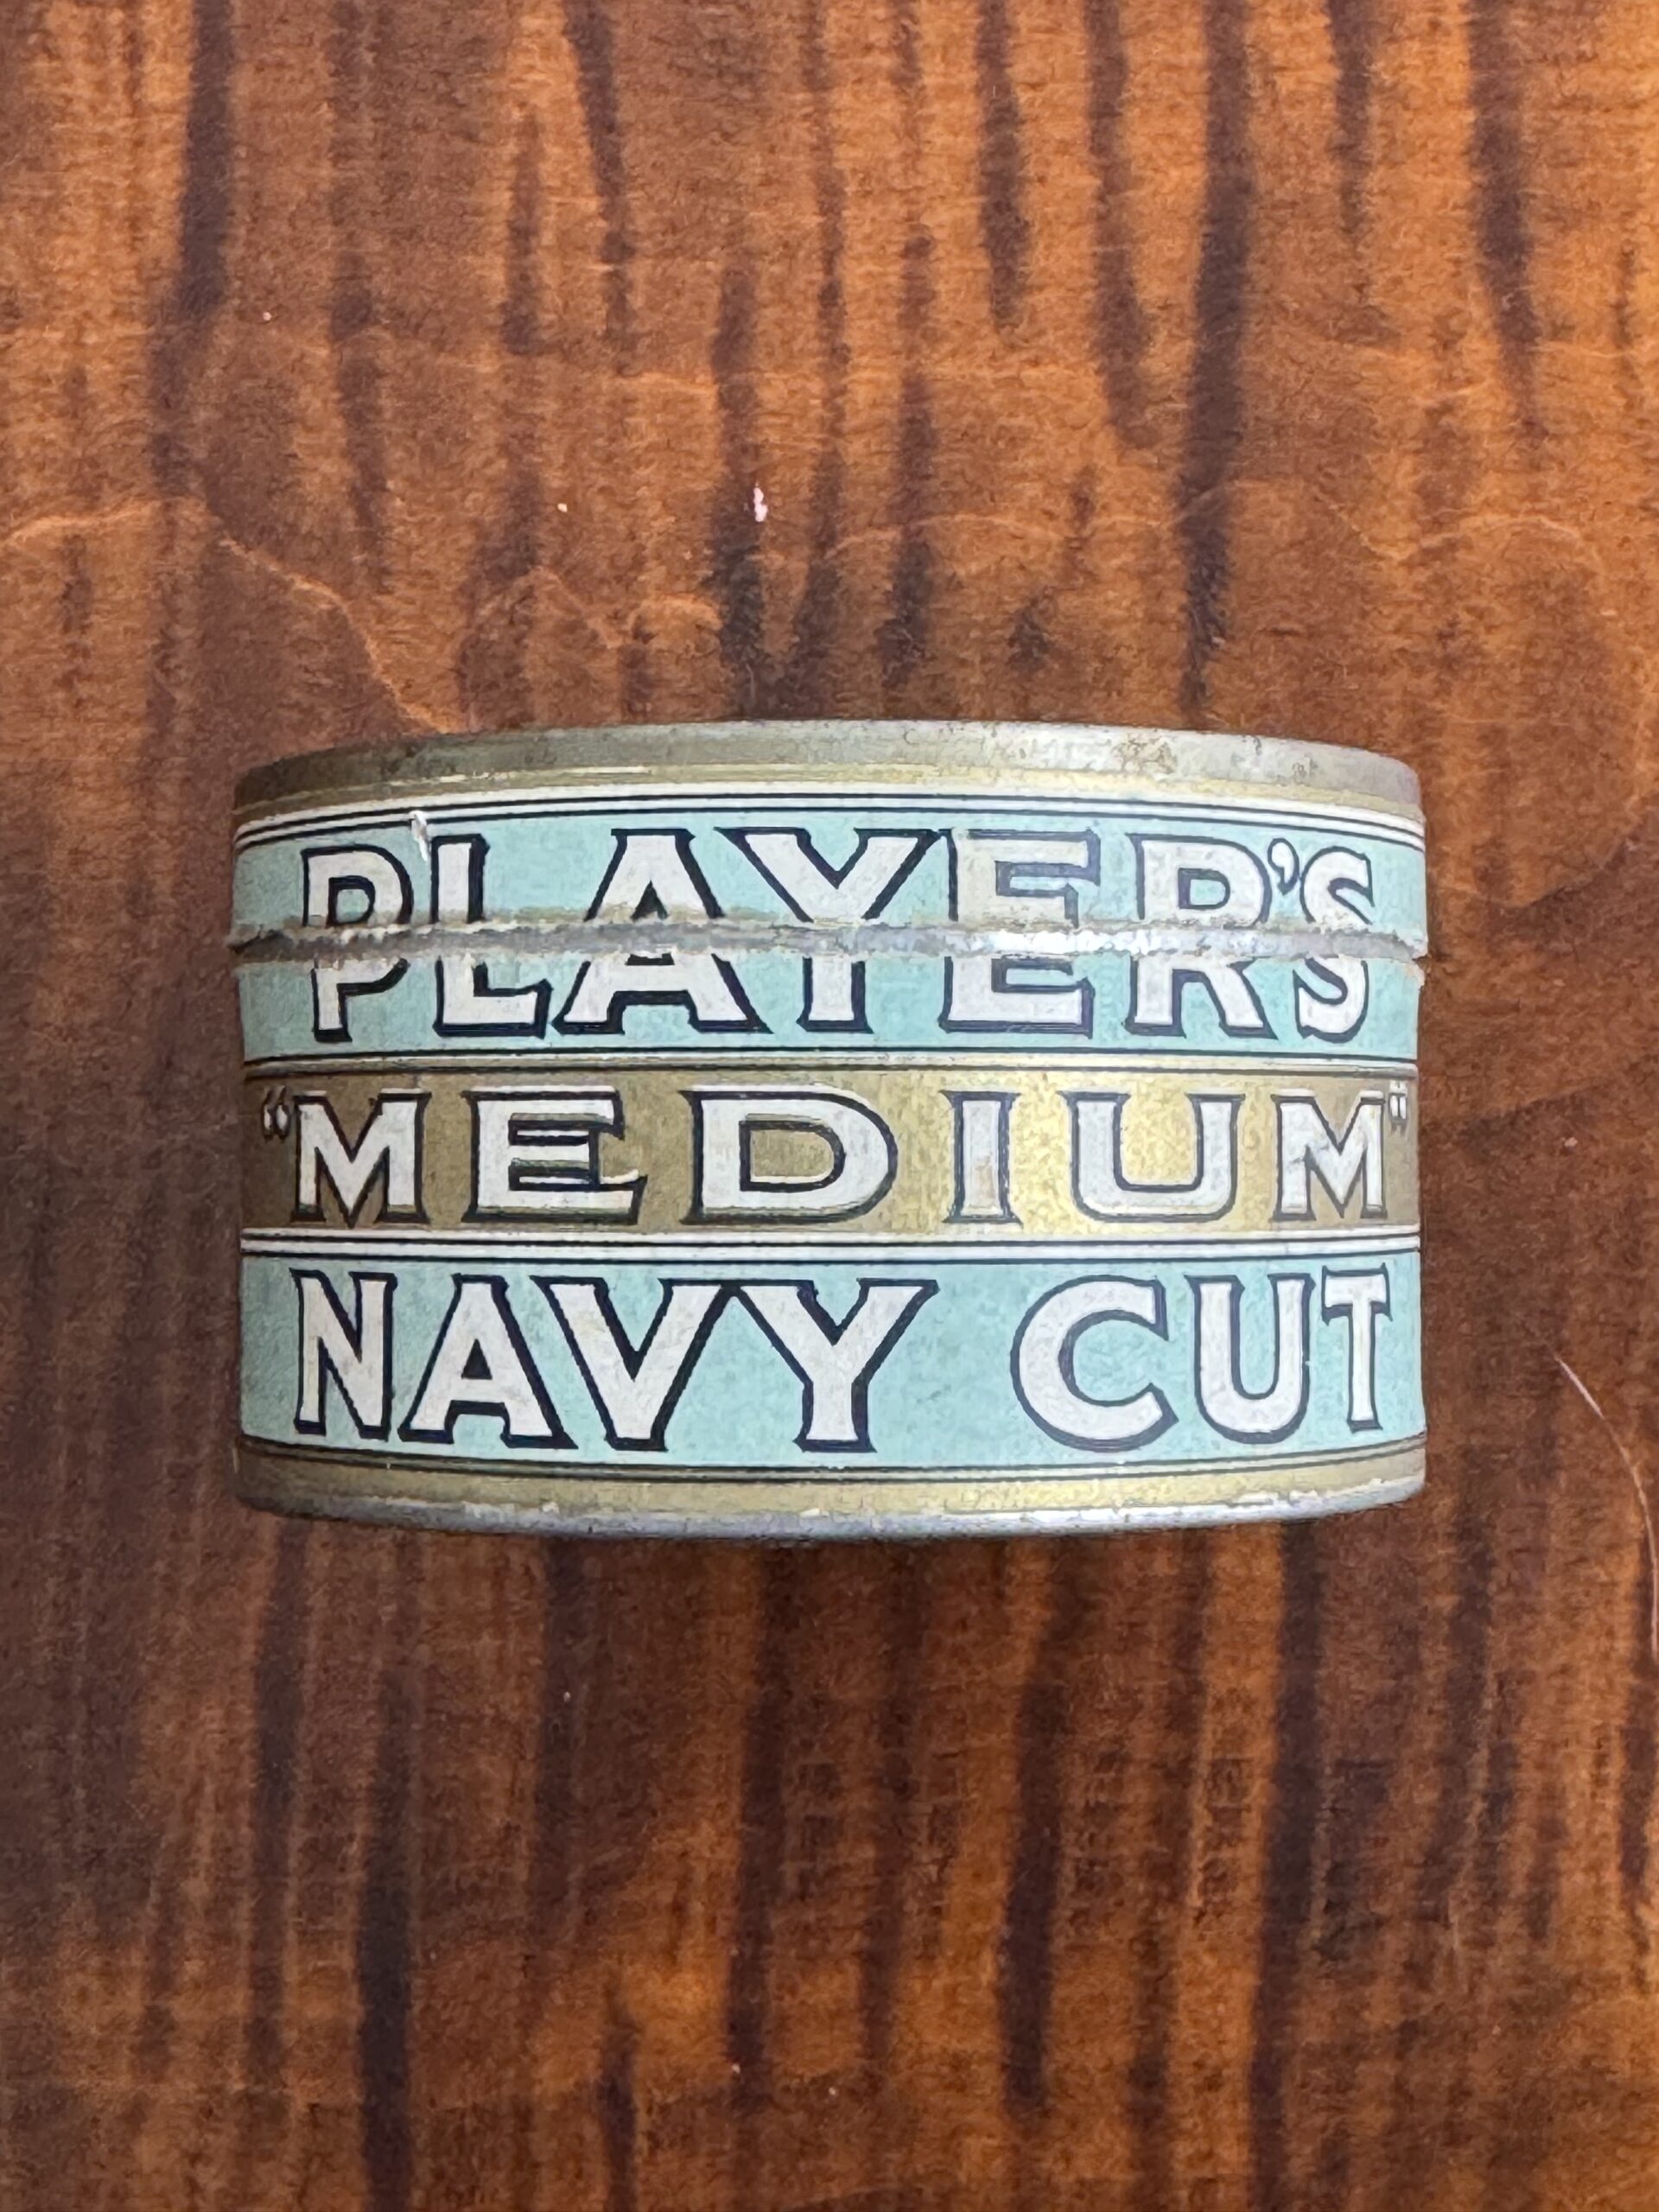 PLAYER'S
“MEDIUM”
NAVY CUT